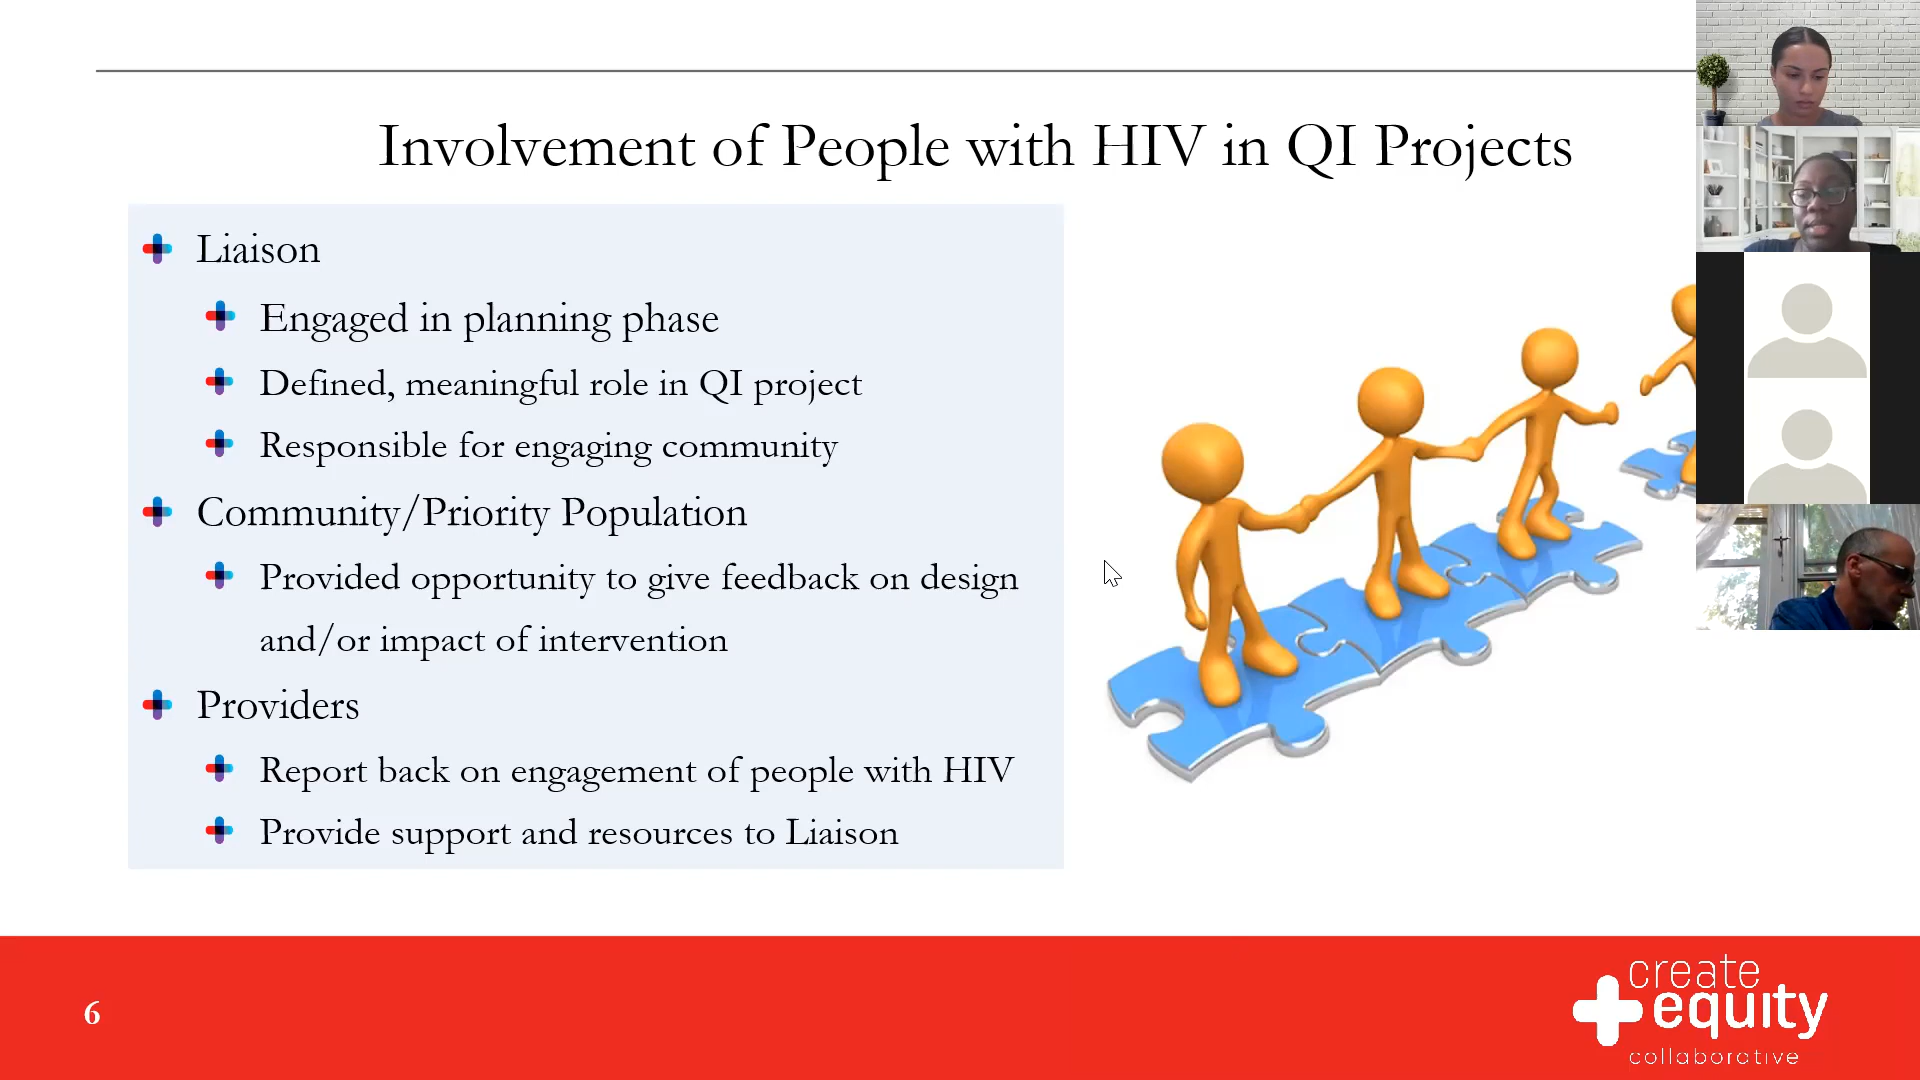 Involvement of People with HIV in QI Projects
Liaison
Engaged in planning phase
Defined, meaningful role in QI project
Responsible for engaging community
Community/Priority Population
Provided opportunity to give feedback on design
and/or impact of intervention
Providers
Report back on engagement of people with HIV
Provide support and resources to Liaison
6
create
equity
collaborative